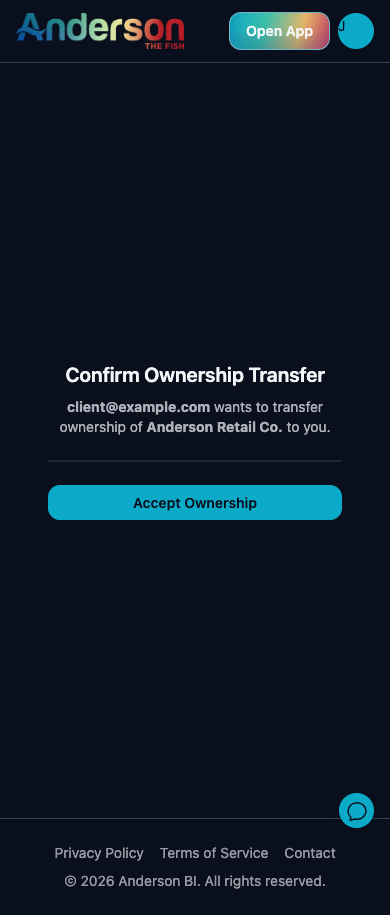 Anderson
THE FISH
Open App
J
Confirm Ownership Transfer
client@example.com wants to transfer
ownership of Anderson Retail Co. to you.
Accept Ownership
Privacy Policy Terms of Service Contact
© 2026 Anderson BI. All rights reserved.